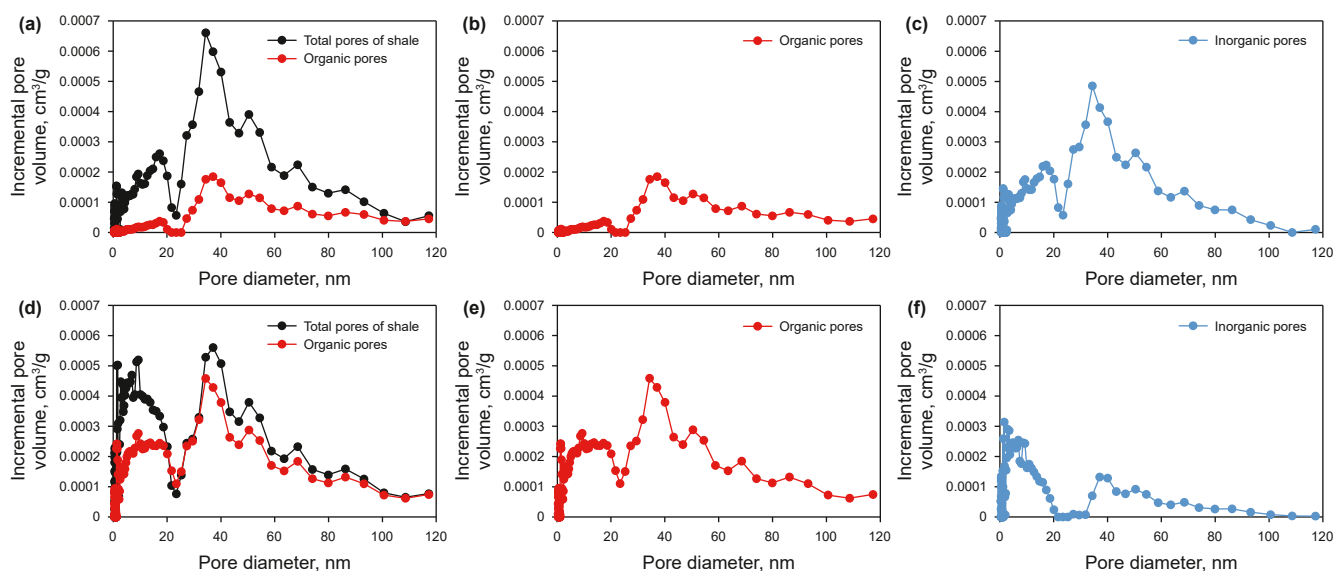 (a)
Incremental pore
volume, cm³/g
0.0007
0.0006
0.0005
0.0004
0.0003
0.0002
0.0001
0
Total pores of shale
Organic pores
0 20 40 60 80 100 120
Pore diameter, nm
(b)
Incremental pore
volume, cm³/g
0.0007
0.0006
0.0005
0.0004
0.0003
0.0002
0.0001
0
Organic pores
0 20 40 60 80 100 120
Pore diameter, nm
(c)
Incremental pore
volume, cm³/g
0.0007
0.0006
0.0005
0.0004
0.0003
0.0002
0.0001
0
Inorganic pores
0 20 40 60 80 100 120
Pore diameter, nm
(d)
Incremental pore
volume, cm³/g
0.0007
0.0006
0.0005
0.0004
0.0003
0.0002
0.0001
0
Total pores of shale
Organic pores
0 20 40 60 80 100 120
Pore diameter, nm
(e)
Incremental pore
volume, cm³/g
0.0007
0.0006
0.0005
0.0004
0.0003
0.0002
0.0001
0
Organic pores
0 20 40 60 80 100 120
Pore diameter, nm
(f)
Incremental pore
volume, cm³/g
0.0007
0.0006
0.0005
0.0004
0.0003
0.0002
0.0001
0
Inorganic pores
0 20 40 60 80 100 120
Pore diameter, nm